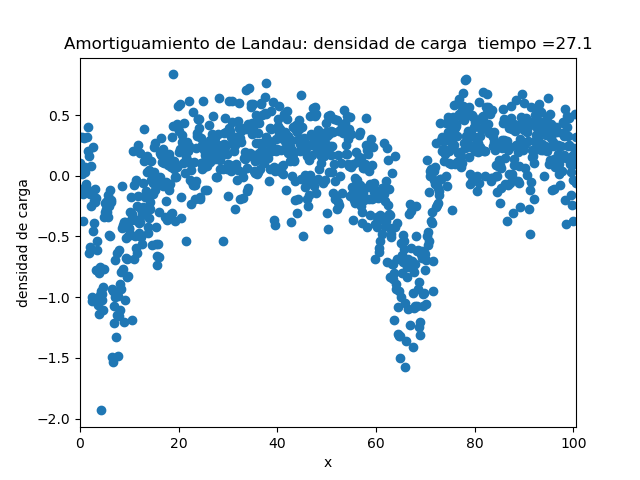 Amortiguamiento de Landau: densidad de carga  tiempo =27.1
densidad de carga
0.5
0.0
−0.5
−1.0
−1.5
−2.0
0 20 40 60 80 100
x